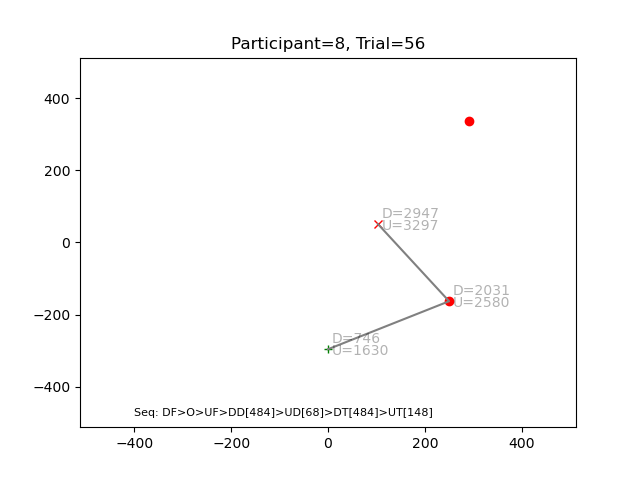 Participant=8, Trial=56
400
200
0
−200
−400
D=2947
U=3297
D=2031
U=2580
D=746
U=1630
Seq: DF>O>UF>DD[484]>UD[68]>DT[484]>UT[148]
−400 −200 0 200 400